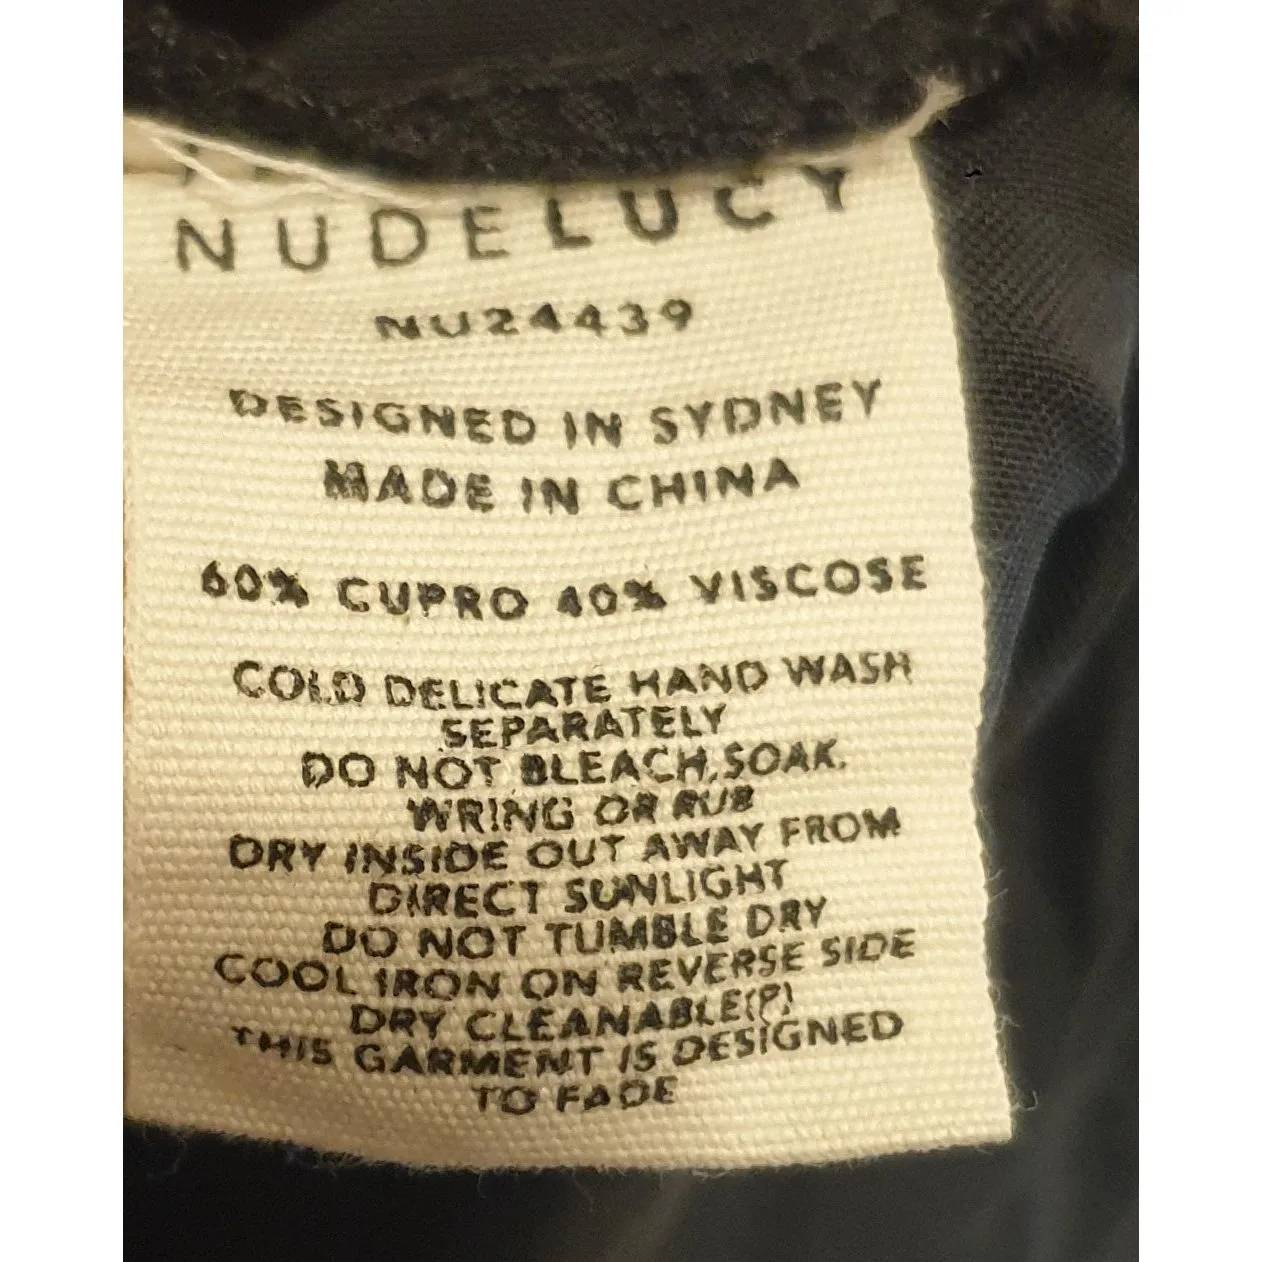 NUDE LUCY
NU24439
DESIGNED IN SYDNEY
MADE IN CHINA
60% CUPRO 40% VISCOSE
COLD DELICATE HAND WASH
SEPARATELY
DO NOT BLEACH,SOAK,
WRING OR RUB
DRY INSIDE OUT AWAY FROM
DIRECT SUNLIGHT
DO NOT TUMBLE DRY
COOL IRON ON REVERSE SIDE
DRY CLEANABLE(P)
THIS GARMENT IS DESIGNED
TO FADE